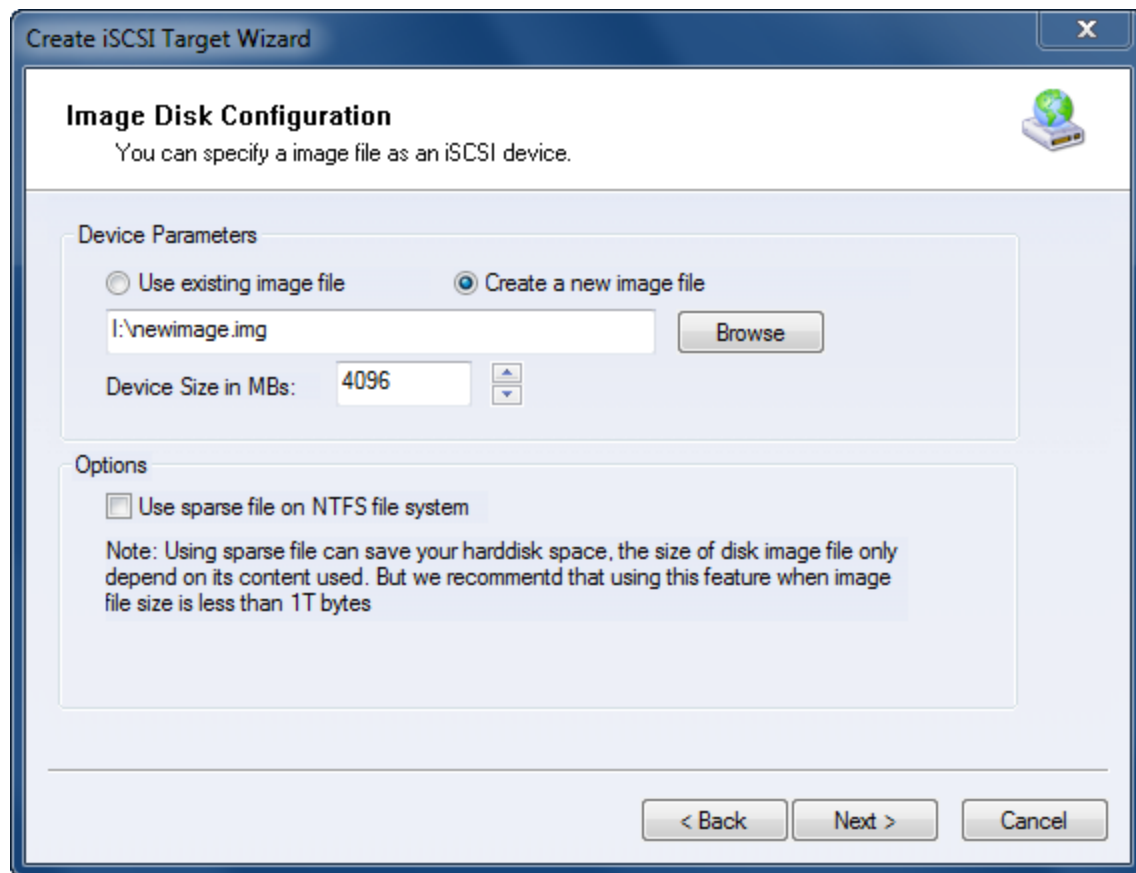 Create iSCSI Target Wizard
X
Image Disk Configuration
You can specify a image file as an iSCSI device.
Device Parameters
Use existing image file Create a new image file
I:\newimage.img Browse
Device Size in MBs: 4096
Options
Use sparse file on NTFS file system
Note: Using sparse file can save your harddisk space, the size of disk image file only
depend on its content used. But we recommentd that using this feature when image
file size is less than 1T bytes
< Back Next > Cancel